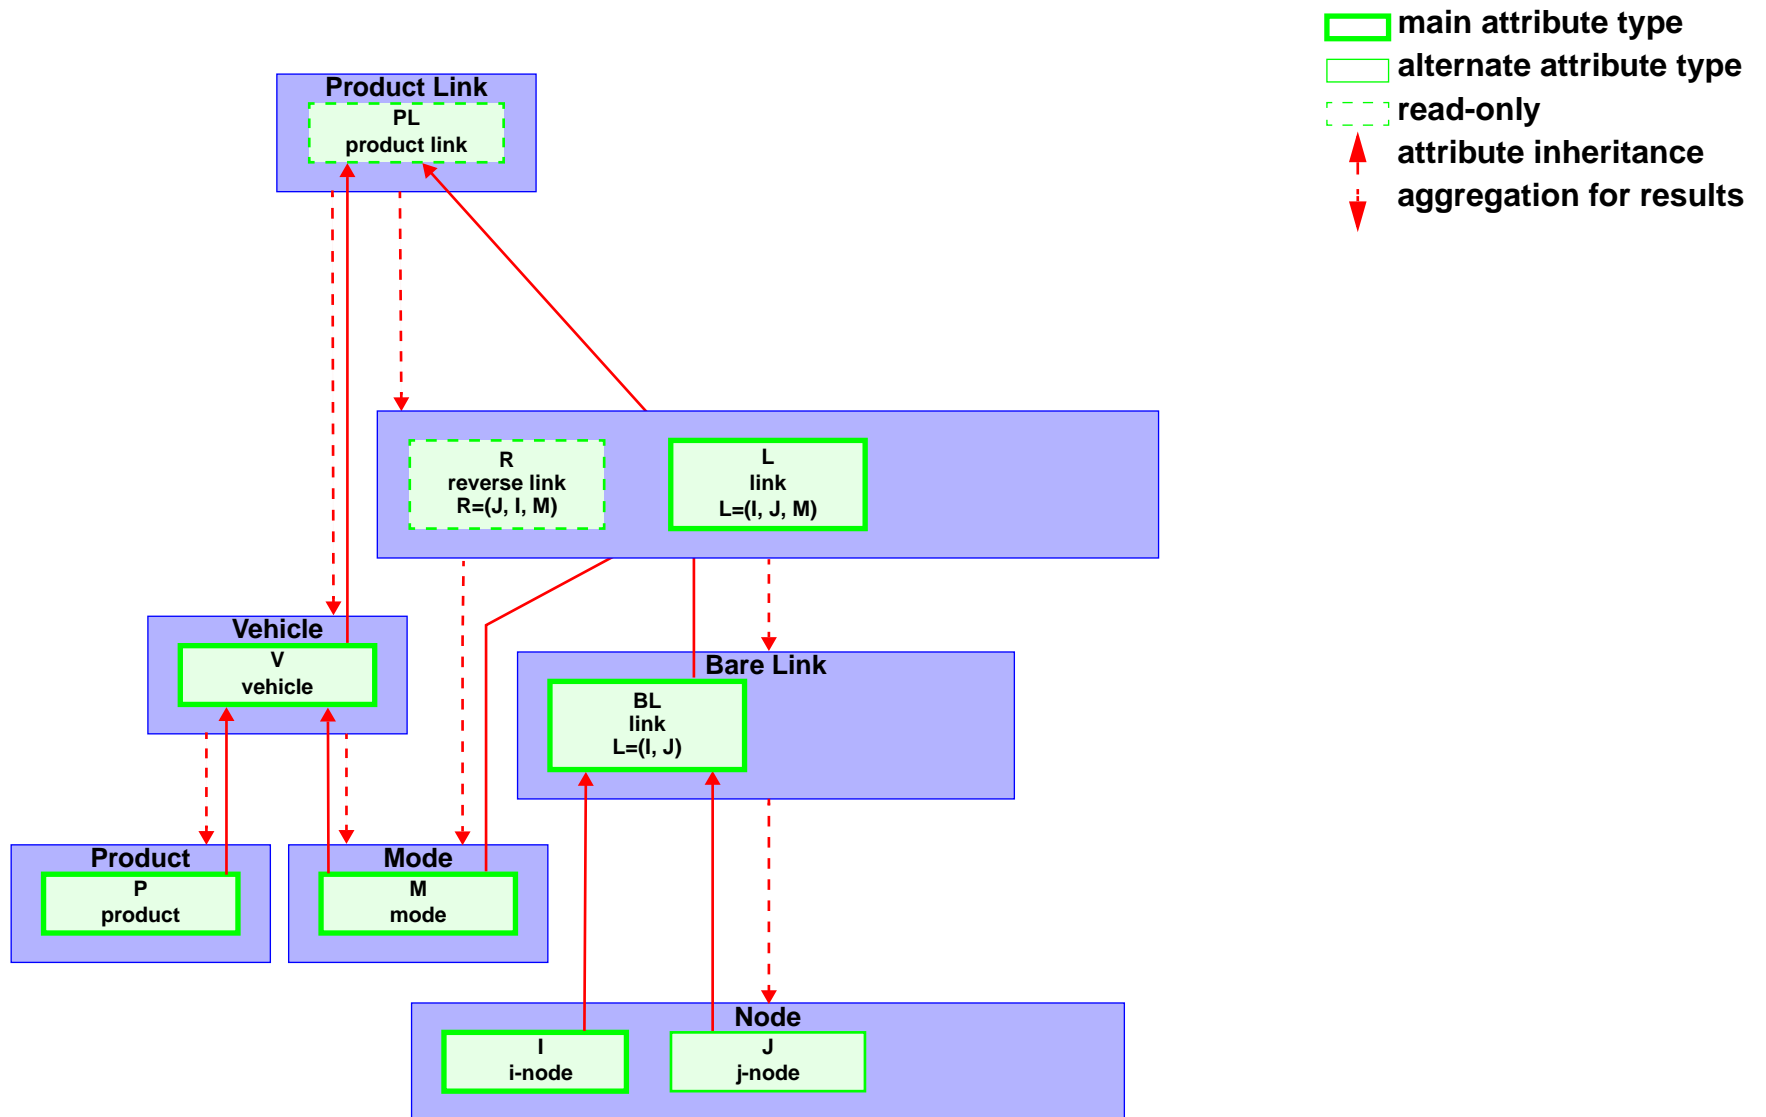 main attribute type
alternate attribute type
read-only
attribute inheritance
aggregation for results
Product Link
PL
product link
R
reverse link
R=(J, I, M)
L
link
L=(I, J, M)
Vehicle
V
vehicle
Bare Link
BL
link
L=(I, J)
Product
P
product
Mode
M
mode
Node
I
i-node
J
j-node